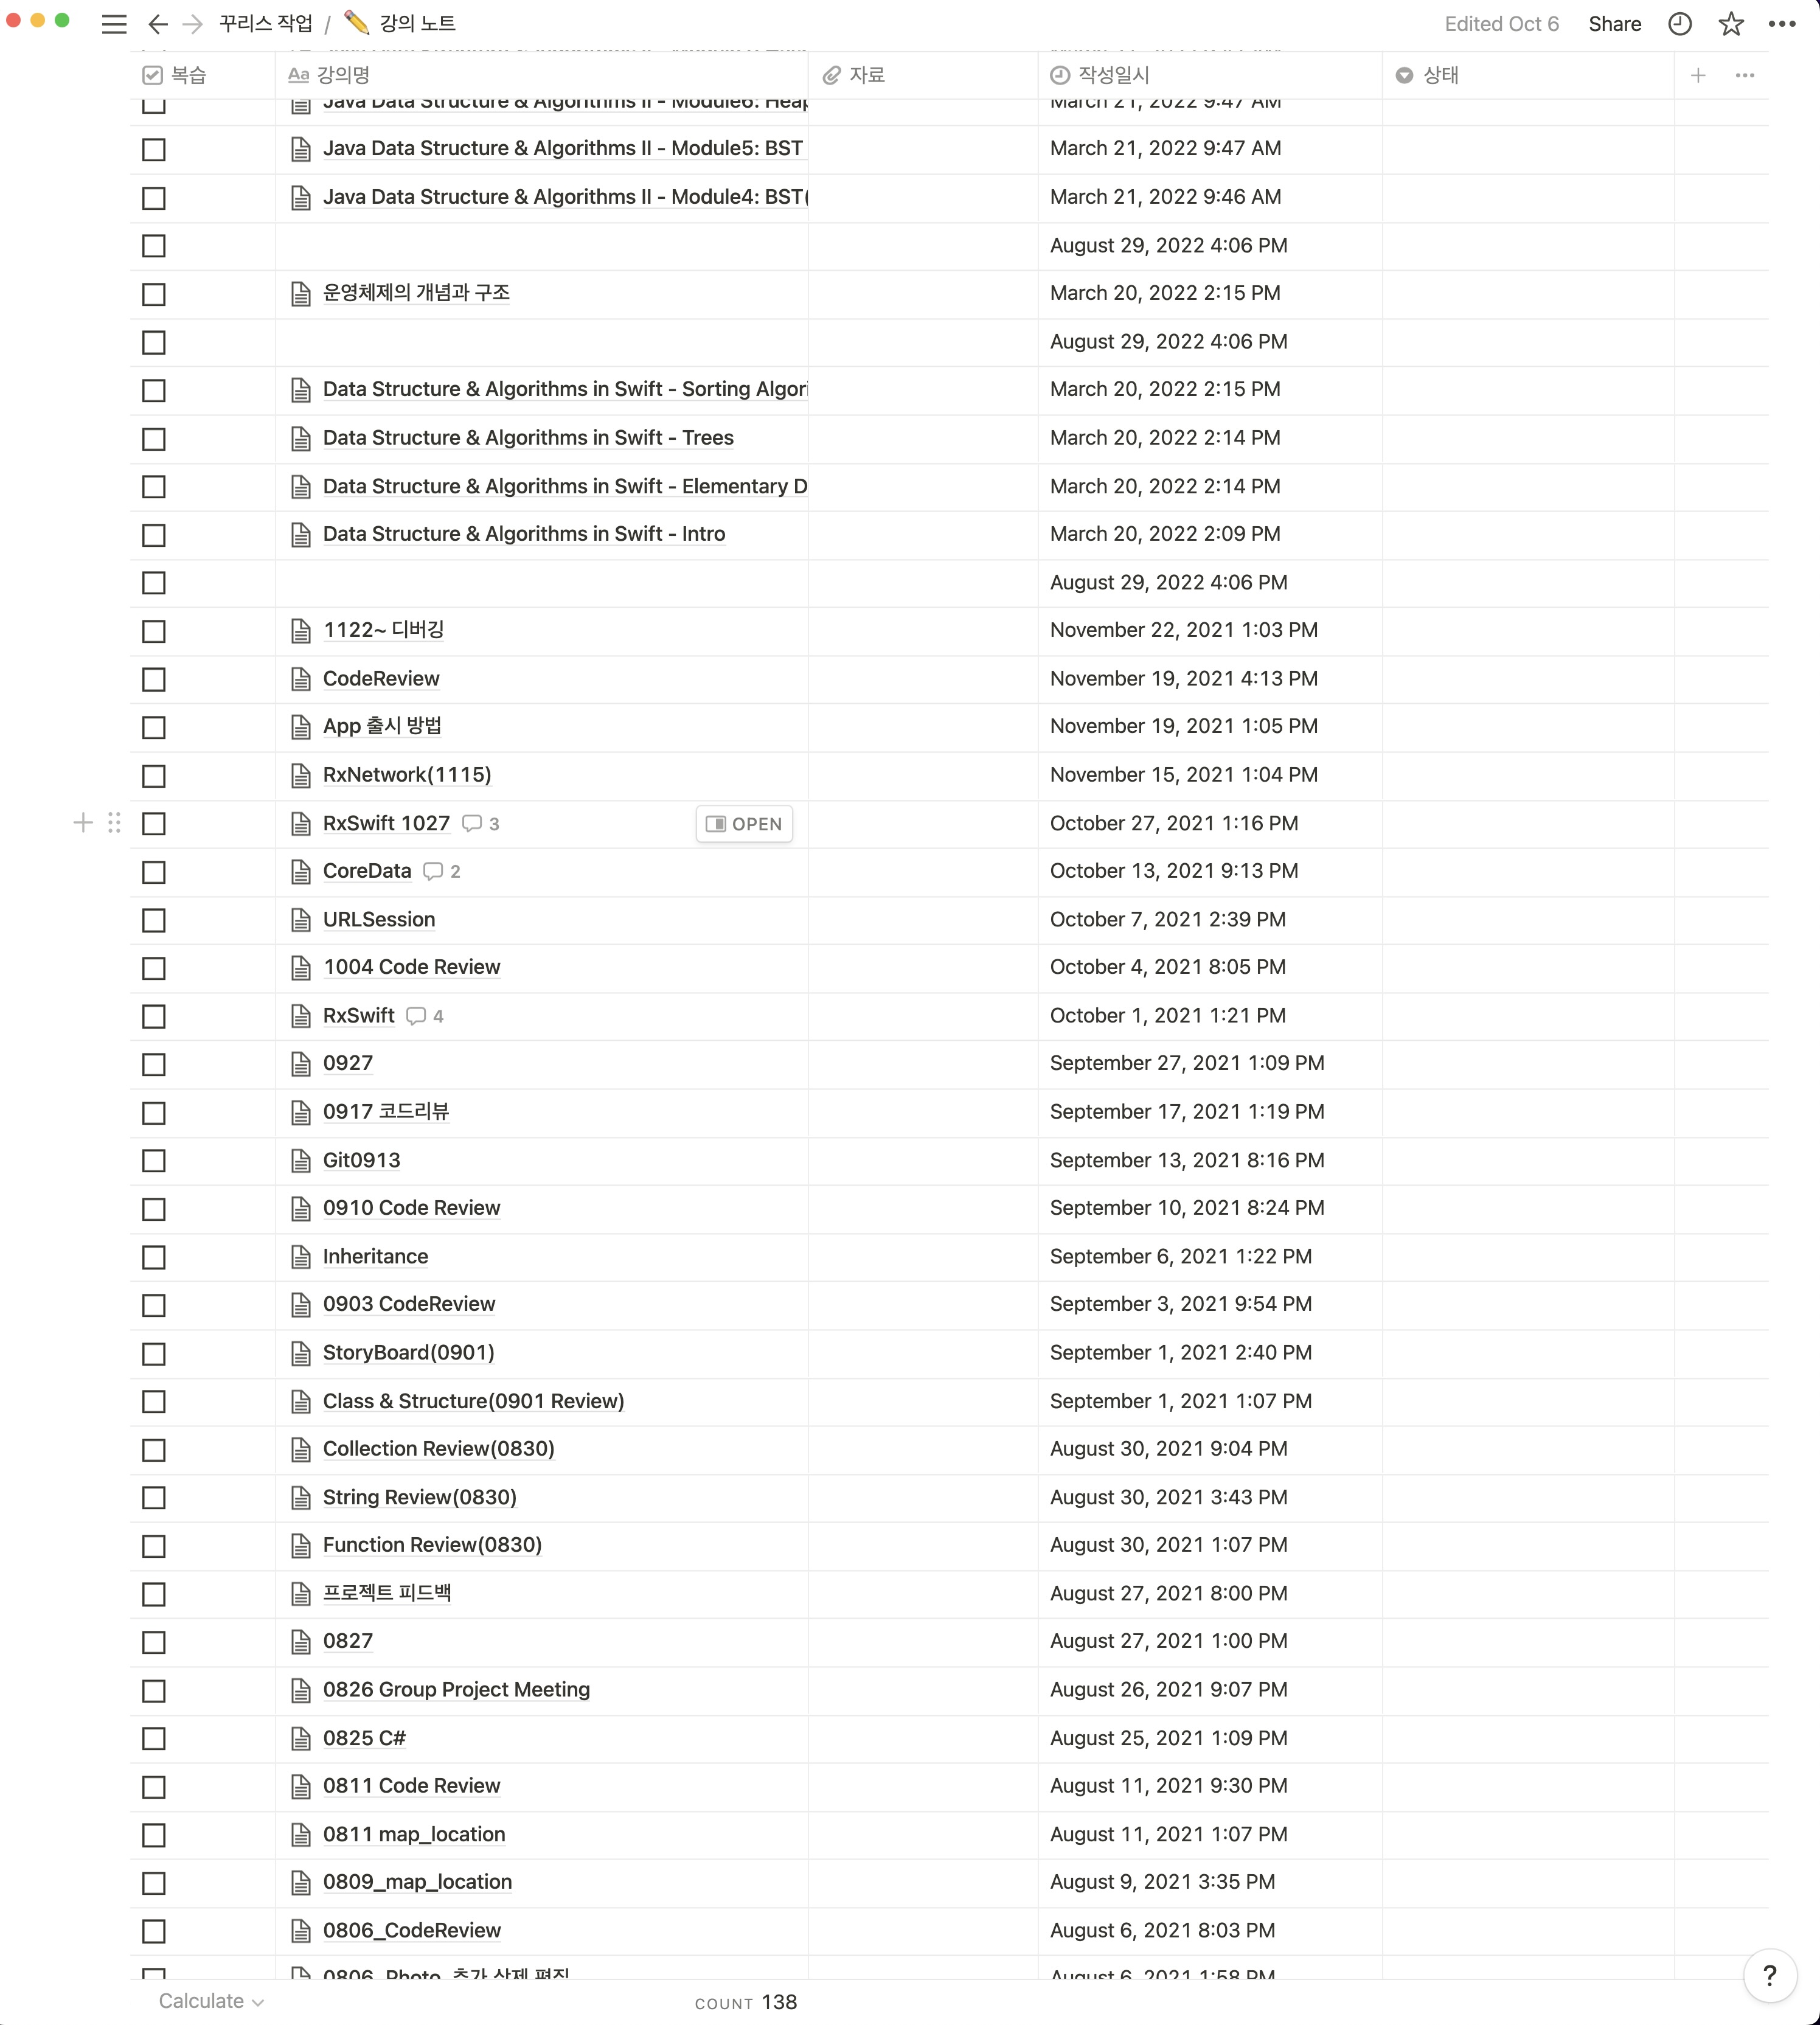 꾸리스 작업 / ✏️ 강의 노트 Edited Oct 6 Share
복습 Aa 강의명 자료 작성일시 상태
Java Data Structure & Algorithms II - Module6: Heap March 21, 2022 9:47 AM
Java Data Structure & Algorithms II - Module5: BST March 21, 2022 9:47 AM
Java Data Structure & Algorithms II - Module4: BST( March 21, 2022 9:46 AM
August 29, 2022 4:06 PM
운영체제의 개념과 구조 March 20, 2022 2:15 PM
August 29, 2022 4:06 PM
Data Structure & Algorithms in Swift - Sorting Algori March 20, 2022 2:15 PM
Data Structure & Algorithms in Swift - Trees March 20, 2022 2:14 PM
Data Structure & Algorithms in Swift - Elementary D March 20, 2022 2:14 PM
Data Structure & Algorithms in Swift - Intro March 20, 2022 2:09 PM
August 29, 2022 4:06 PM
1122~ 디버깅 November 22, 2021 1:03 PM
CodeReview November 19, 2021 4:13 PM
App 출시 방법 November 19, 2021 1:05 PM
RxNetwork(1115) November 15, 2021 1:04 PM
RxSwift 1027 3 OPEN October 27, 2021 1:16 PM
CoreData 2 October 13, 2021 9:13 PM
URLSession October 7, 2021 2:39 PM
1004 Code Review October 4, 2021 8:05 PM
RxSwift 4 October 1, 2021 1:21 PM
0927 September 27, 2021 1:09 PM
0917 코드리뷰 September 17, 2021 1:19 PM
Git0913 September 13, 2021 8:16 PM
0910 Code Review September 10, 2021 8:24 PM
Inheritance September 6, 2021 1:22 PM
0903 CodeReview September 3, 2021 9:54 PM
StoryBoard(0901) September 1, 2021 2:40 PM
Class & Structure(0901 Review) September 1, 2021 1:07 PM
Collection Review(0830) August 30, 2021 9:04 PM
String Review(0830) August 30, 2021 3:43 PM
Function Review(0830) August 30, 2021 1:07 PM
프로젝트 피드백 August 27, 2021 8:00 PM
0827 August 27, 2021 1:00 PM
0826 Group Project Meeting August 26, 2021 9:07 PM
0825 C# August 25, 2021 1:09 PM
0811 Code Review August 11, 2021 9:30 PM
0811 map_location August 11, 2021 1:07 PM
0809_map_location August 9, 2021 3:35 PM
0806_CodeReview August 6, 2021 8:03 PM
0806_Photo_추가 삭제 편집 August 6, 2021 1:58 PM
Calculate COUNT 138
?